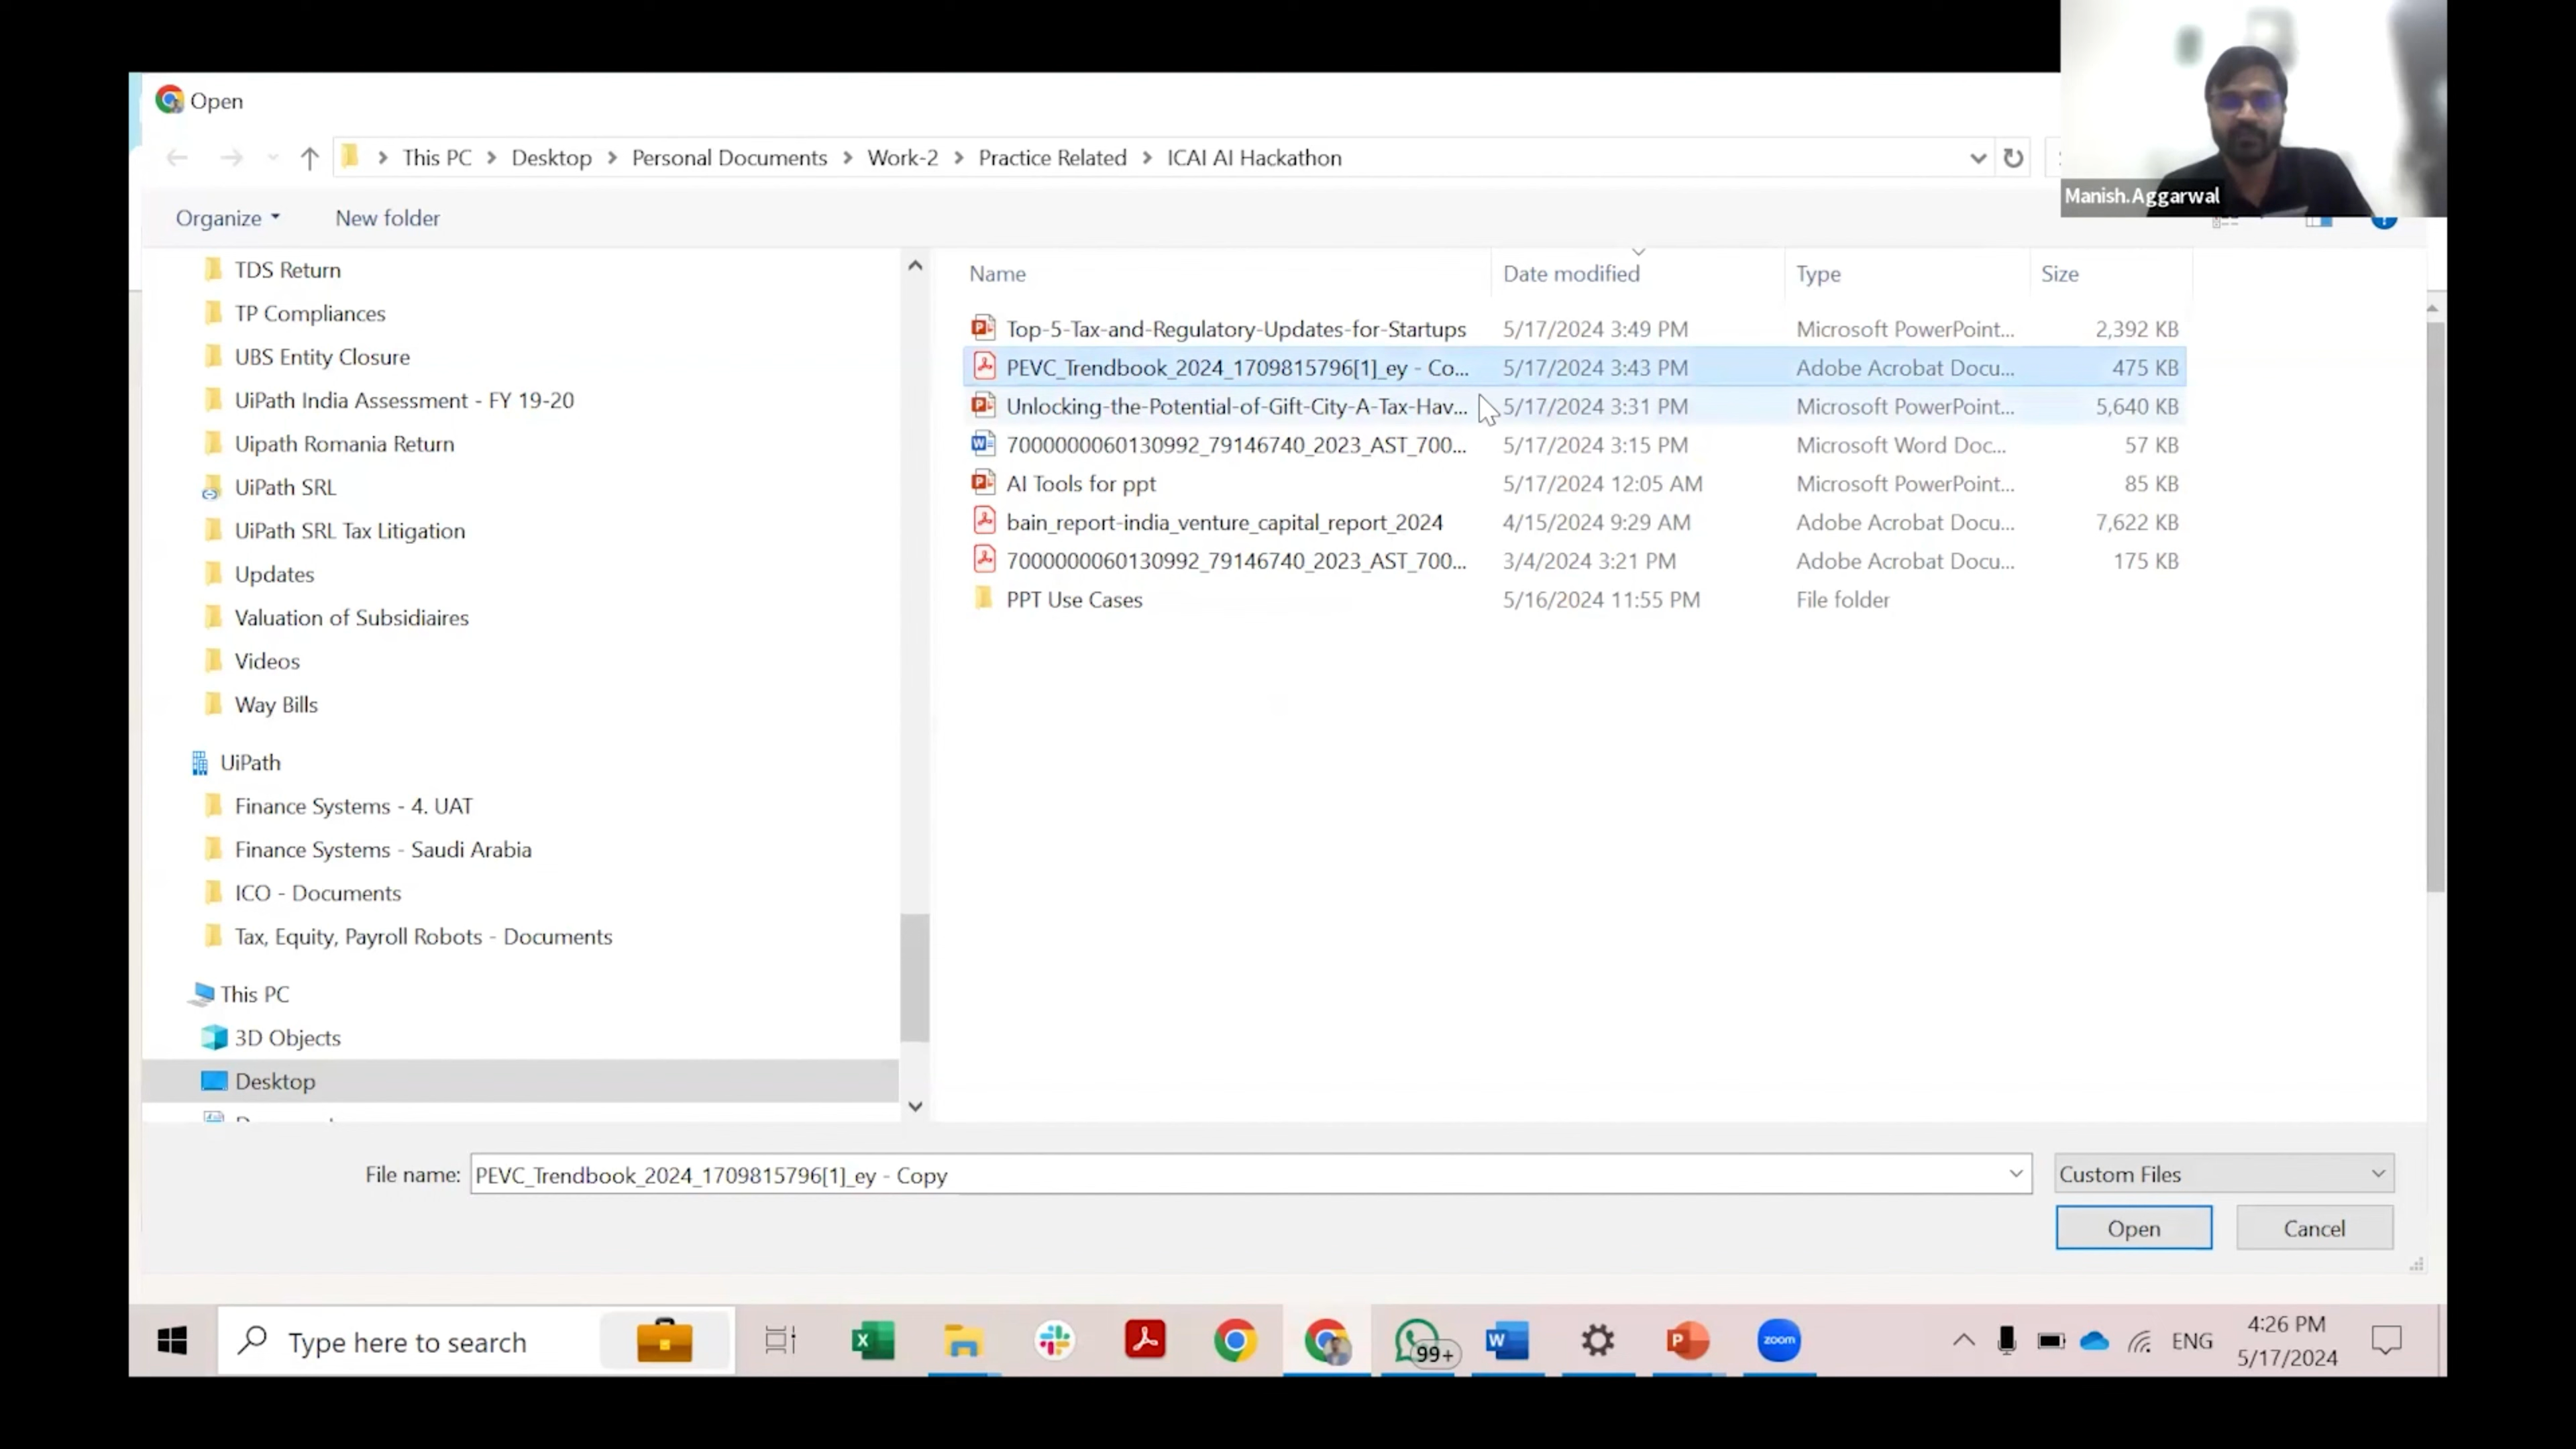 Open
This PC
Desktop
Personal Documents
Work-2
Practice Related
ICAI AI Hackathon
Manish.Aggarwal
Organize
New folder
TDS Return
TP Compliances
UBS Entity Closure
UiPath India Assessment - FY 19-20
Uipath Romania Return
UiPath SRL
UiPath SRL Tax Litigation
Updates
Valuation of Subsidiaires
Videos
Way Bills
UiPath
Finance Systems - 4. UAT
Finance Systems - Saudi Arabia
ICO - Documents
Tax, Equity, Payroll Robots - Documents
This PC
3D Objects
Desktop
Name Date modified Type Size
Top-5-Tax-and-Regulatory-Updates-for-Startups 5/17/2024 3:49 PM Microsoft PowerPoint... 2,392 KB
PEVC_Trendbook_2024_1709815796[1]_ey - Co... 5/17/2024 3:43 PM Adobe Acrobat Docu... 475 KB
Unlocking-the-Potential-of-Gift-City-A-Tax-Hav... 5/17/2024 3:31 PM Microsoft PowerPoint... 5,640 KB
7000000060130992_79146740_2023_AST_700... 5/17/2024 3:15 PM Microsoft Word Doc... 57 KB
AI Tools for ppt 5/17/2024 12:05 AM Microsoft PowerPoint... 85 KB
bain_report-india_venture_capital_report_2024 4/15/2024 9:29 AM Adobe Acrobat Docu... 7,622 KB
7000000060130992_79146740_2023_AST_700... 3/4/2024 3:21 PM Adobe Acrobat Docu... 175 KB
PPT Use Cases 5/16/2024 11:55 PM File folder
File name: PEVC_Trendbook_2024_1709815796[1]_ey - Copy
Custom Files
Open
Cancel
Type here to search
99+
zoom
ENG
4:26 PM
5/17/2024